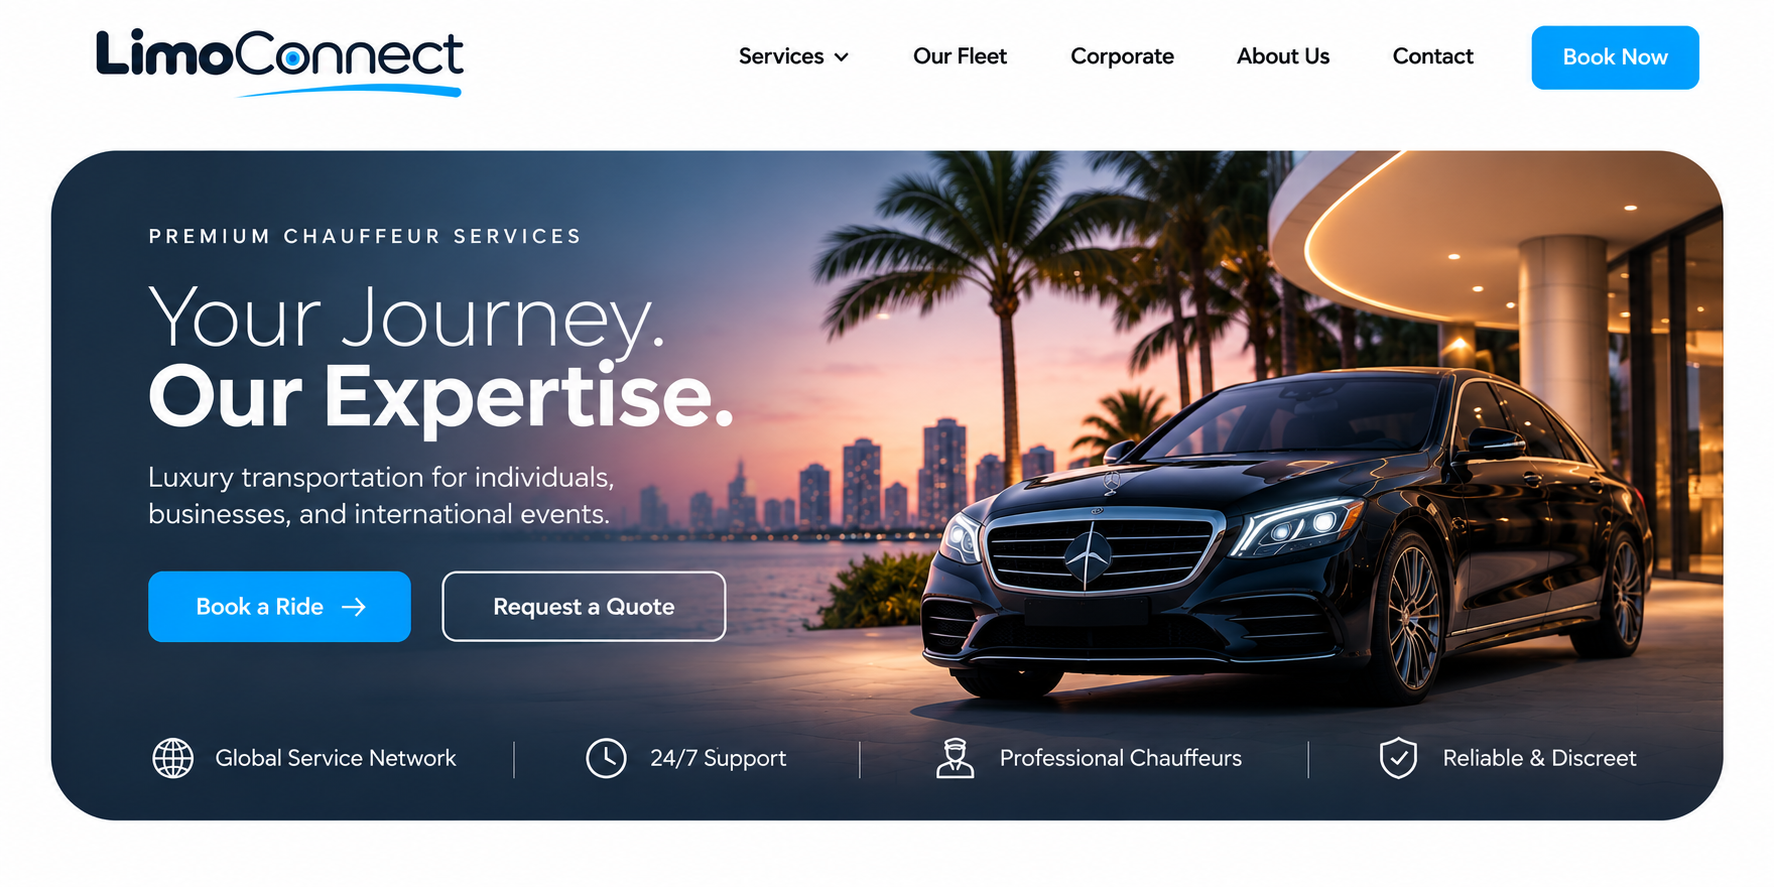 LimoConnect
Services
Our Fleet
Corporate
About Us
Contact
Book Now
PREMIUM CHAUFFEUR SERVICES
Your Journey.
Our Expertise.
Luxury transportation for individuals,
businesses, and international events.
Book a Ride →
Request a Quote
Global Service Network
24/7 Support
Professional Chauffeurs
Reliable & Discreet